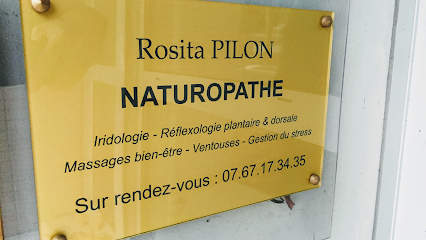 Rosita PILON
NATUROPATHE
Iridologie - Réflexologie plantaire & dorsale
Massages bien-être - Ventouses - Gestion du stress
Sur rendez-vous : 07.67.17.34.35